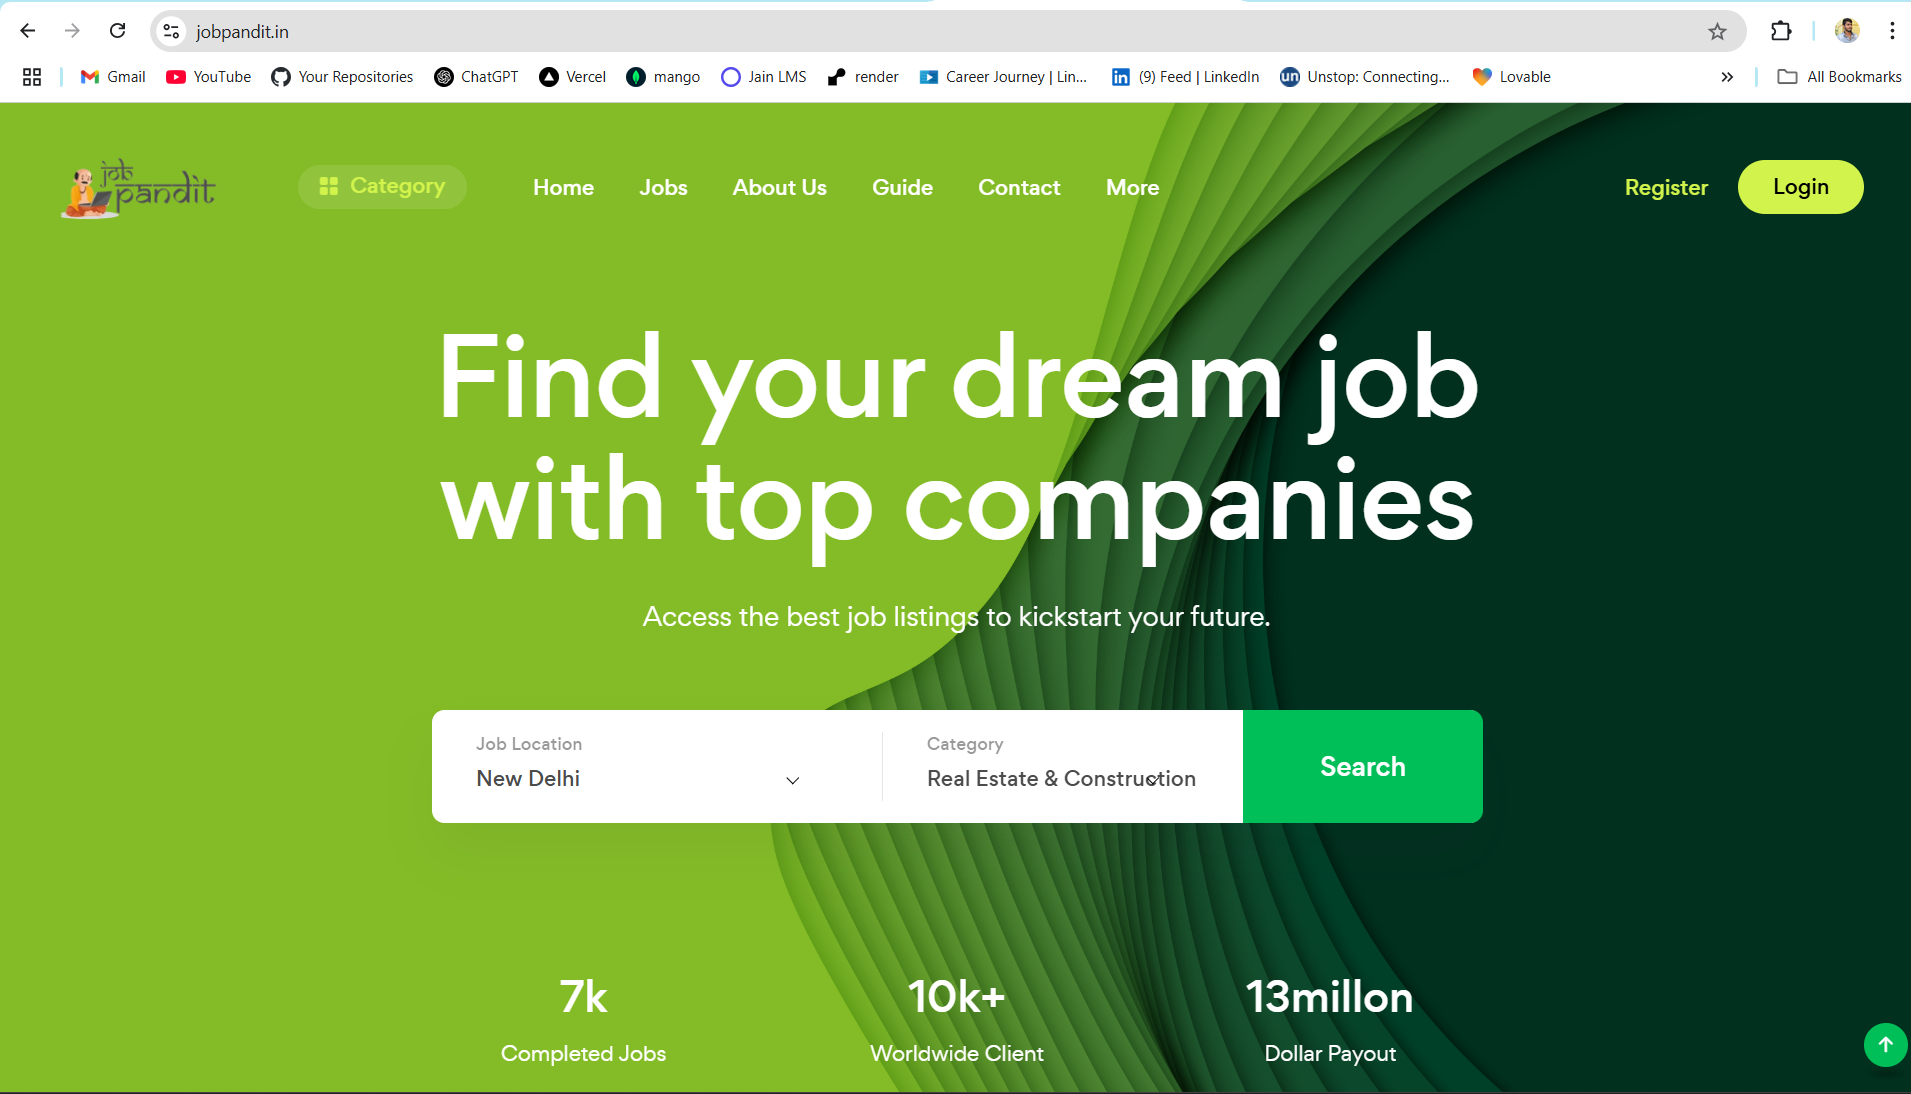 jobpandit.in
Gmail YouTube Your Repositories ChatGPT Vercel mango Jain LMS render Career Journey | Lin... (9) Feed | LinkedIn Unstop: Connecting... Lovable » All Bookmarks
job
pandit
Category Home Jobs About Us Guide Contact More Register Login
Find your dream job
with top companies
Access the best job listings to kickstart your future.
Job Location
New Delhi
Category
Real Estate & Construction
Search
7k
Completed Jobs
10k+
Worldwide Client
13millon
Dollar Payout